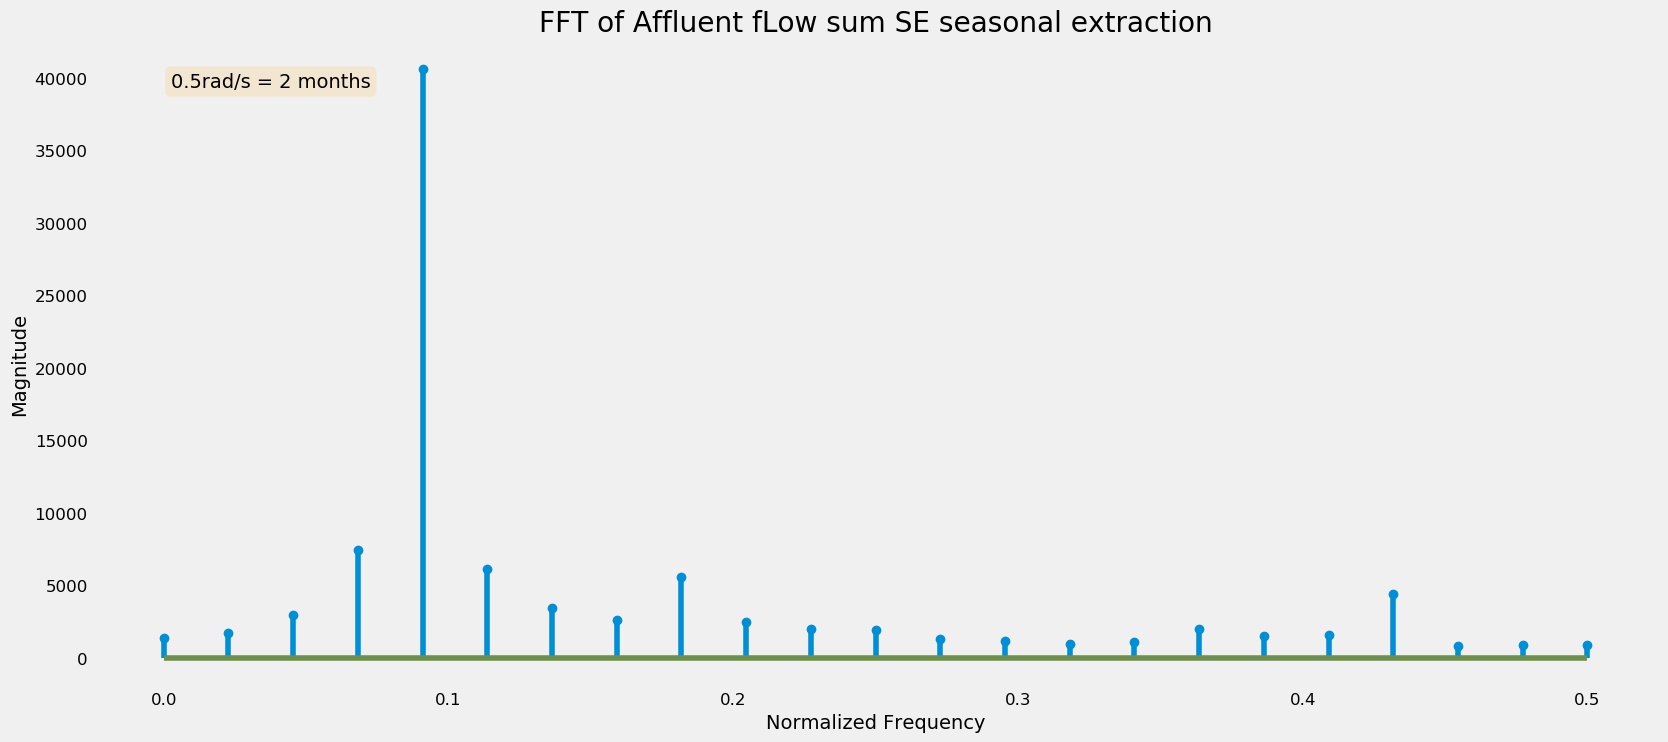 FFT of Affluent fLow sum SE seasonal extraction
0.5rad/s = 2 months
Magnitude
40000
35000
30000
25000
20000
15000
10000
5000
0
0.0 0.1 0.2 0.3 0.4 0.5
Normalized Frequency